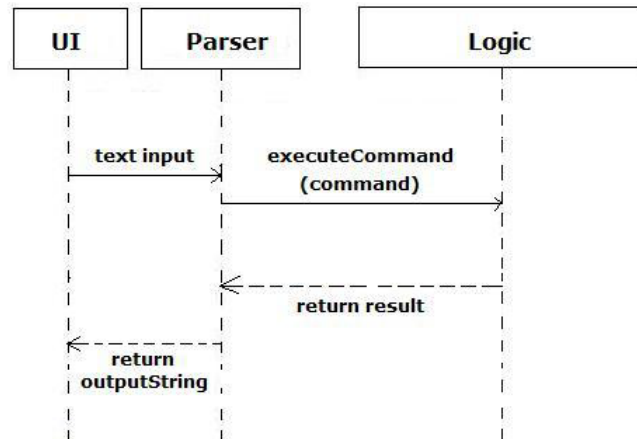 UI
Parser
Logic
text input
executeCommand
(command)
return result
return
outputString